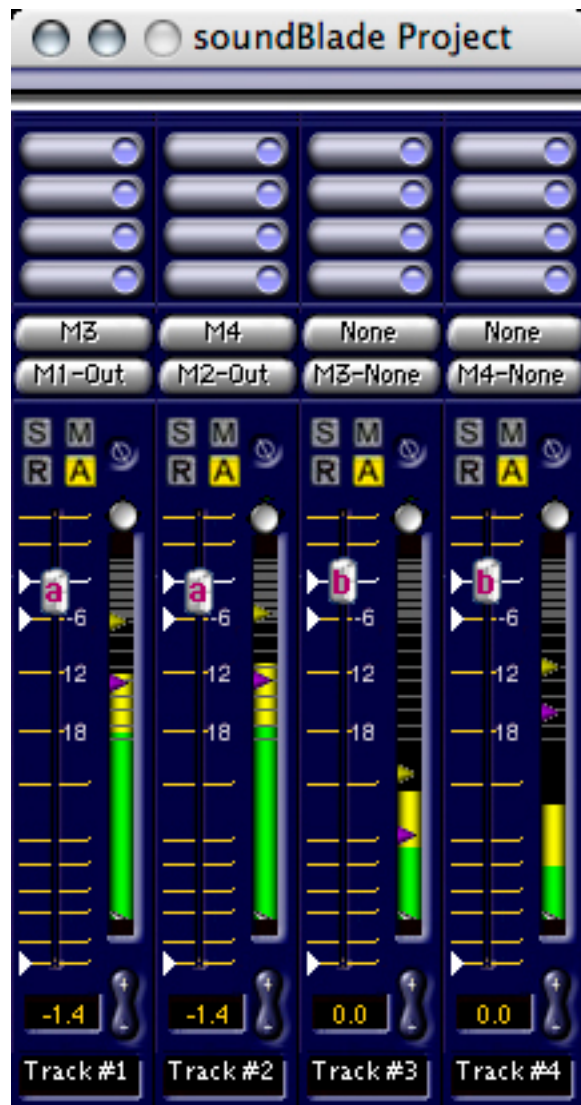 soundBlade Project
M3 M4 None None
M1-Out M2-Out M3-None M4-None
S M S M S M S M
R A R A R A R A
a a b b
-6 -6 -6 -6
12 12 12 12
18 18 18 18
+ + + +
-1.4 -1.4 0.0 0.0
- - - -
Track #1 Track #2 Track #3 Track #4